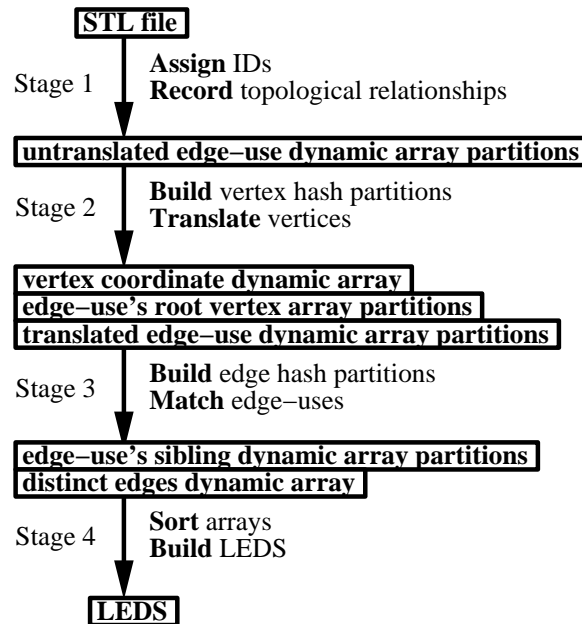 STL file
Stage 1
Assign IDs
Record topological relationships
untranslated edge−use dynamic array partitions
Stage 2
Build vertex hash partitions
Translate vertices
vertex coordinate dynamic array
edge−use's root vertex array partitions
translated edge−use dynamic array partitions
Stage 3
Build edge hash partitions
Match edge−uses
edge−use's sibling dynamic array partitions
distinct edges dynamic array
Stage 4
Sort arrays
Build LEDS
LEDS